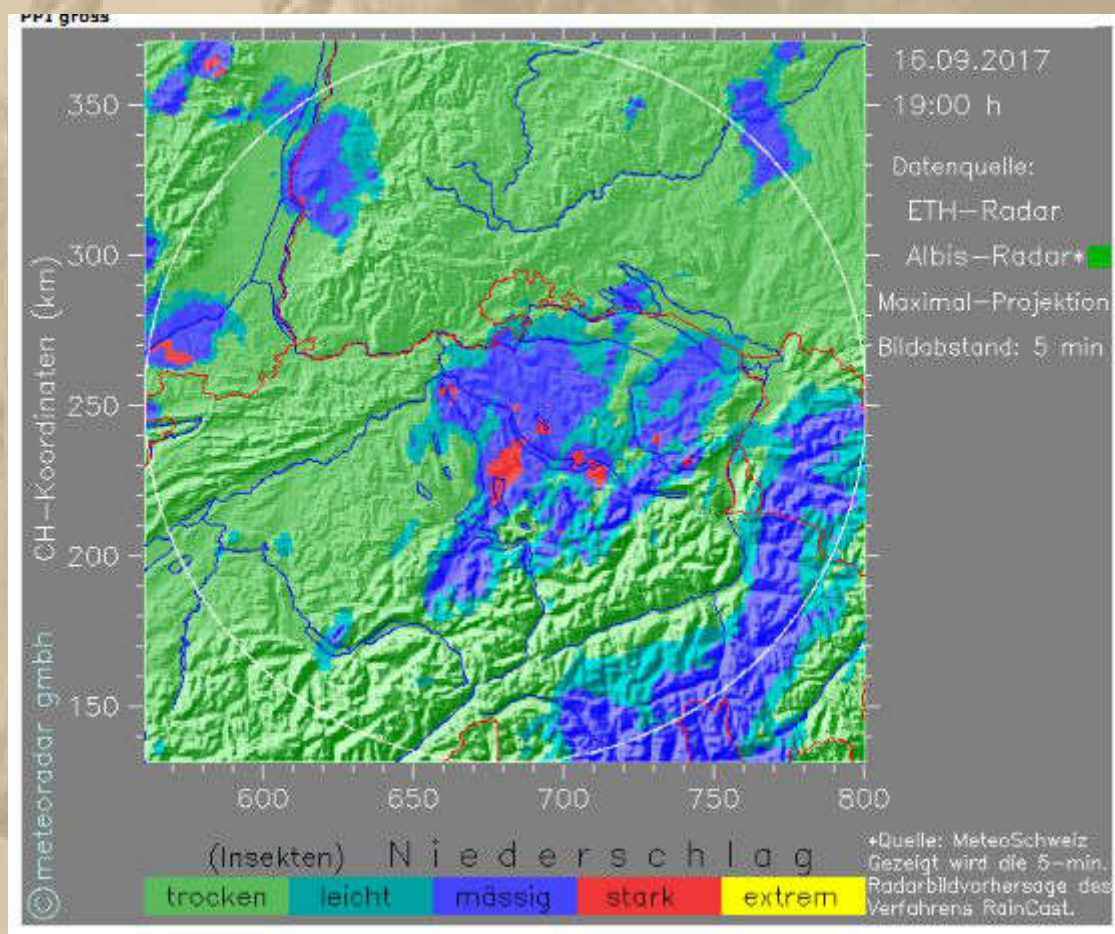 PPI gross
16.09.2017
19:00 h
Datenquelle:
ETH-Radar
Albis-Radar*
Maximal-Projektion
Bildabstand: 5 min
CH-Koordinaten (km)
350
300
250
200
150
600
650
700
750
800
©meteoradar gmbh
(Insekten) Niederschlag
trocken leicht mässig stark extrem
*Quelle: MeteoSchweiz
Gezeigt wird die 5-min.
Radarbildvorhersage des
Verfahrens RainCast.